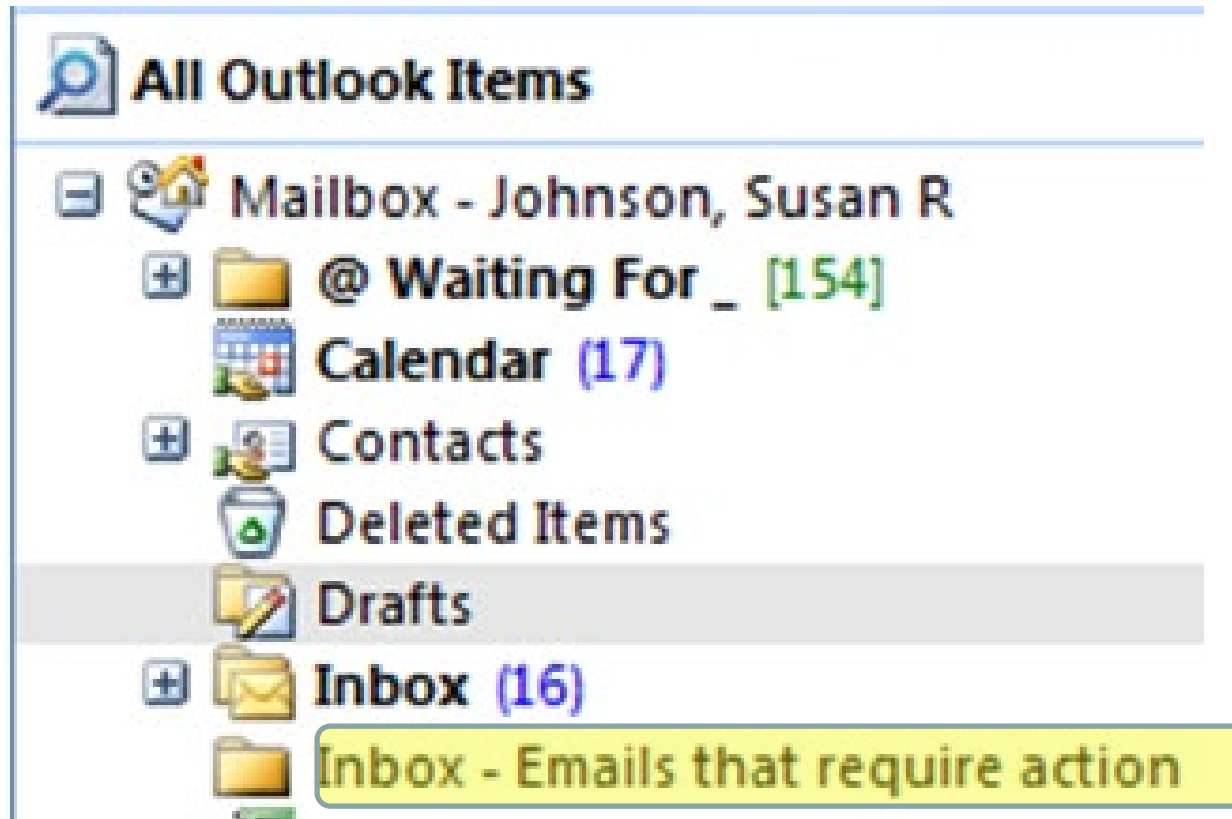 All Outlook Items
Mailbox - Johnson, Susan R
@ Waiting For _ [154]
Calendar (17)
Contacts
Deleted Items
Drafts
Inbox (16)
Inbox - Emails that require action